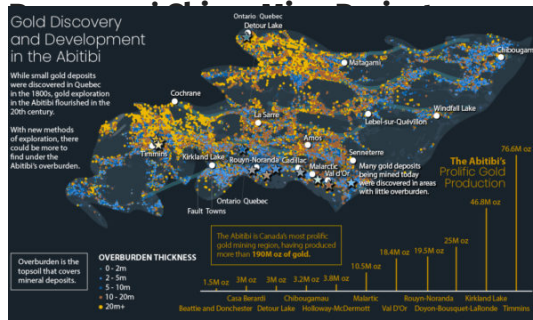 Gold Discovery
and Development
in the Abitibi
While small gold deposits
were discovered in Quebec
in the 1800s, gold exploration
in the Abitibi flourished in the
20th century.
With new methods
of exploration, there
could be more to
find under the
Abitibi's overburden.
Ontario Quebec
Detour Lake
Matagami
Chibougam
Cochrane
La Sarre
Windfall Lake
Lebel-sur-Quévillon
Amos
Timmins
Kirkland Lake
Rouyn-Noranda
Cadillac
Malartic
Val d'Or
Senneterre
Ontario Quebec
Fault Towns
Many gold deposits
being mined today
were discovered in areas
with little overburden.
The Abitibi's
Prolific Gold
Production
The Abitibi is Canada's most prolific
gold mining region, having produced
more than 190M oz of gold.
Overburden is the
topsoil that covers
mineral deposits.
OVERBURDEN THICKNESS
0 - 2m
2 - 5m
5 - 10m
10 - 20m
20m+
1.5M oz
3M oz
3M oz
3.2M oz
3.8M oz
10.5M oz
18.4M oz
19.5M oz
25M oz
46.8M oz
76.6M oz
Casa Berardi
Chibougamau
Malartic
Rouyn-Noranda
Kirkland Lake
Beattie and Donchester
Detour Lake
Holloway-McDermott
Val D'Or
Doyon-Bousquet-LaRonde
Timmins